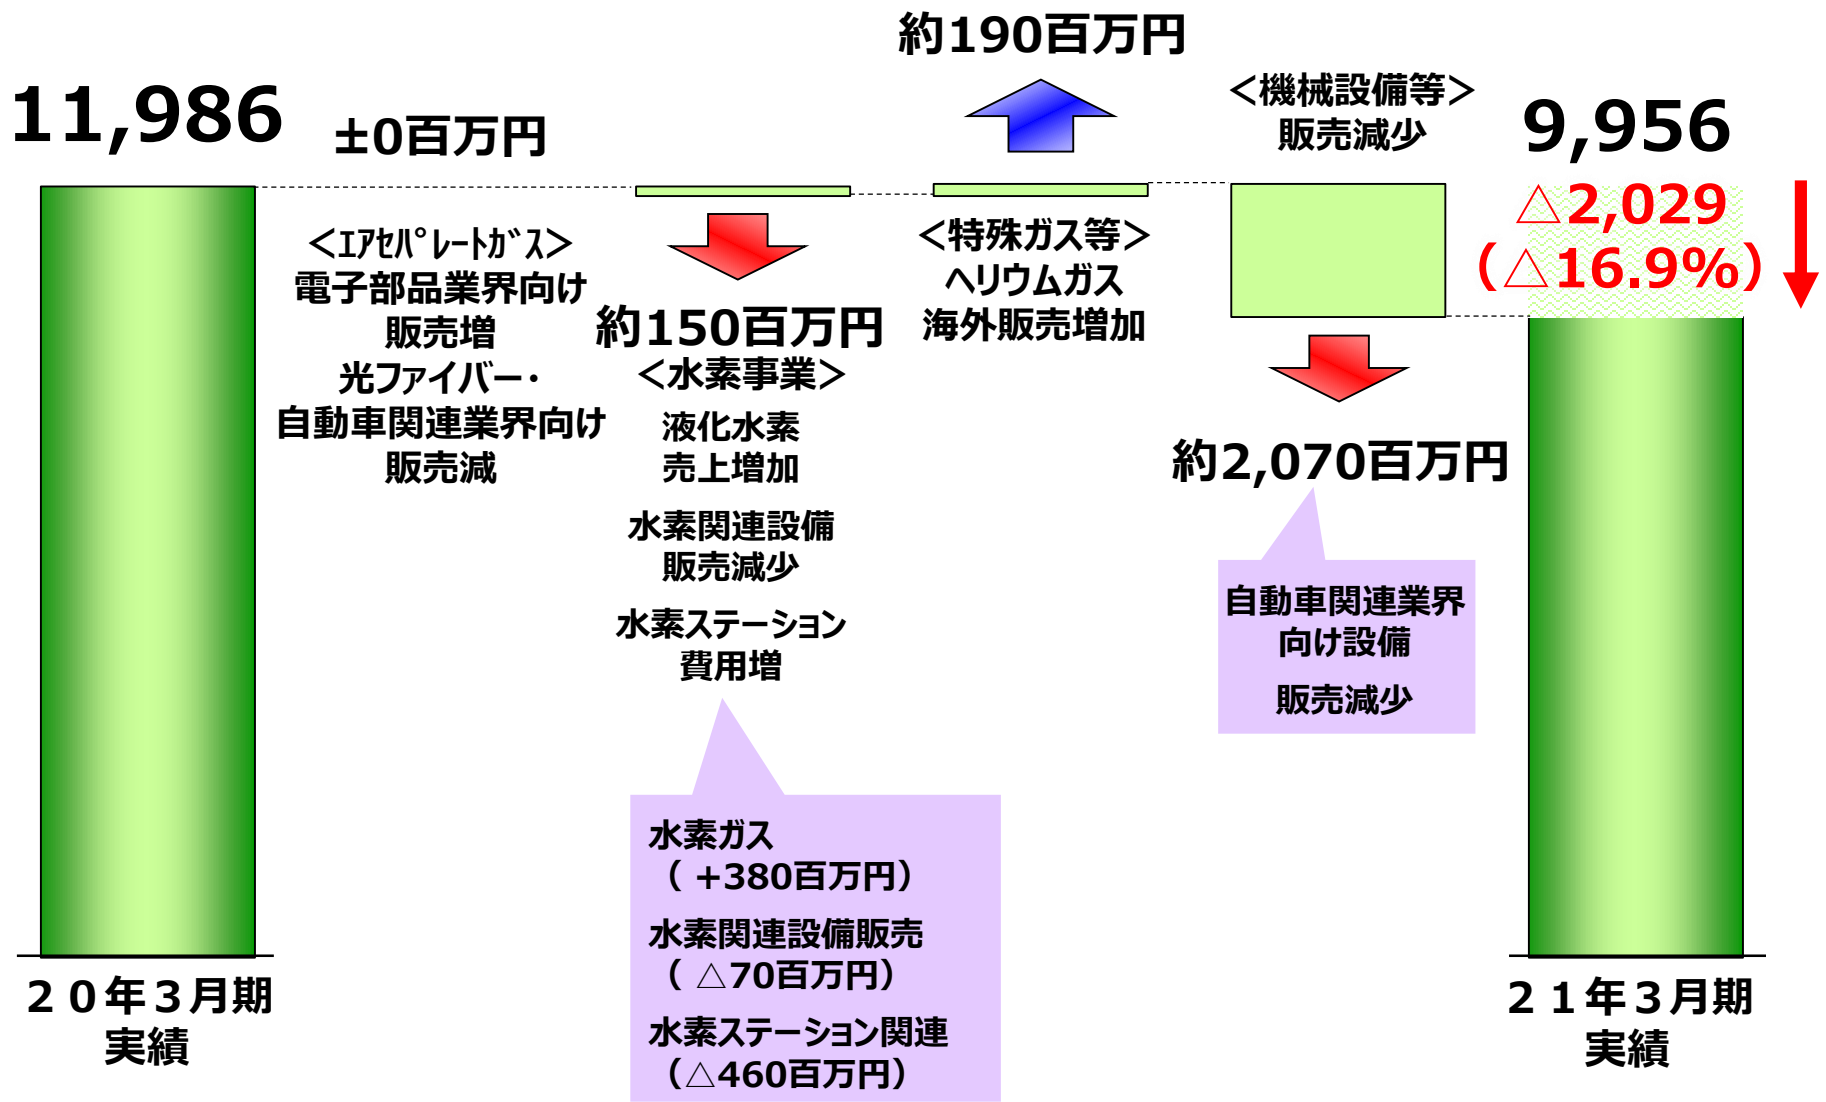 11,986
２０年３月期
実績
±0百万円
＜ｴｱｾﾊﾟﾚｰﾄｶﾞｽ＞
電子部品業界向け
販売増
光ファイバー・
自動車関連業界向け
販売減
約150百万円
＜水素事業＞
液化水素
売上増加
水素関連設備
販売減少
水素ステーション
費用増
水素ガス
（ +380百万円）
水素関連設備販売
（ △70百万円）
水素ステーション関連
（△460百万円）
約190百万円
＜特殊ガス等＞
ヘリウムガス
海外販売増加
＜機械設備等＞
販売減少
約2,070百万円
自動車関連業界
向け設備
販売減少
9,956
△2,029
（△16.9%）
２１年３月期
実績